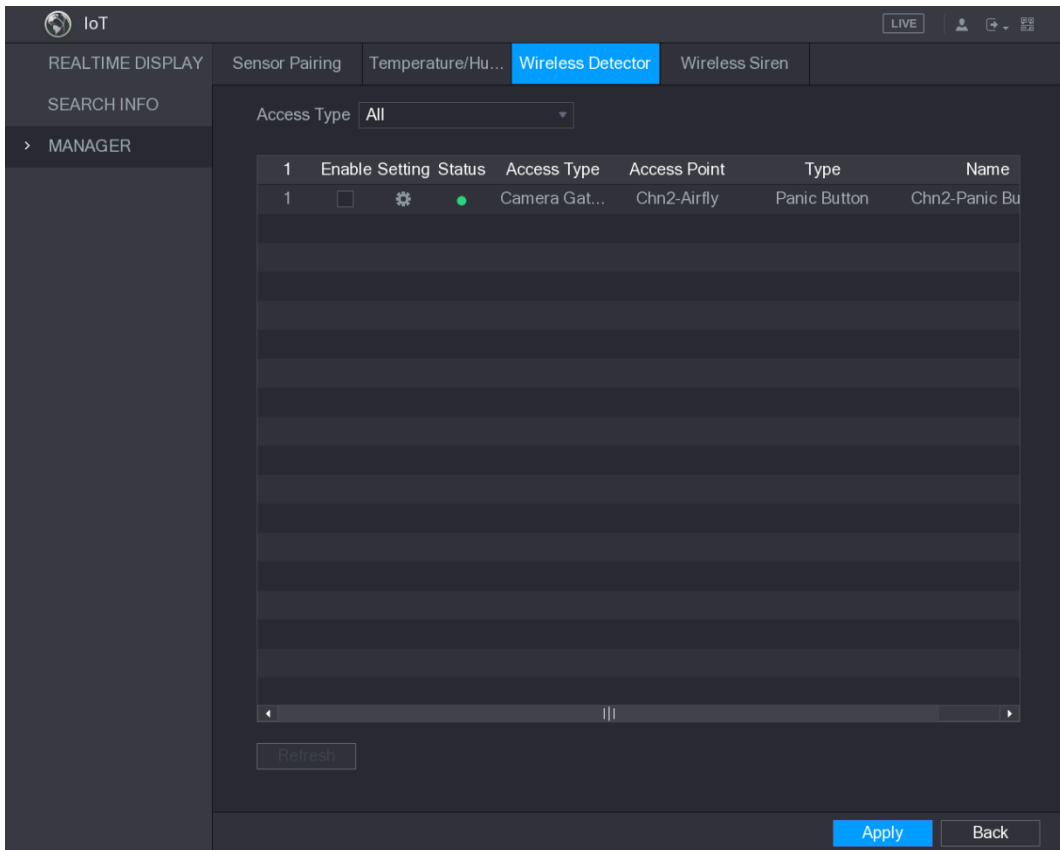 IoT
LIVE
REALTIME DISPLAY
SEARCH INFO
MANAGER
Sensor Pairing Temperature/Hu... Wireless Detector Wireless Siren
Access Type All
1 Enable Setting Status Access Type Access Point Type Name
1 Camera Gat... Chn2-Airfly Panic Button Chn2-Panic Bu
Refresh
Apply Back